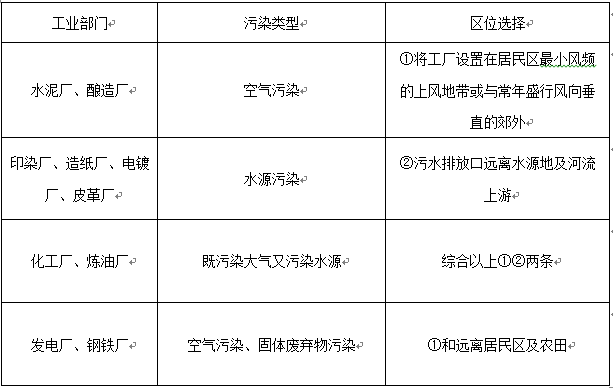 工业部门
污染类型
区位选择
水泥厂、酿造厂
空气污染
①将工厂设置在居民区最小风频
的上风地带或与常年盛行风向垂
直的郊外
印染厂、造纸厂、电镀
厂、皮革厂
水源污染
②污水排放口远离水源地及河流
上游
化工厂、炼油厂
既污染大气又污染水源
综合以上①②两条
发电厂、钢铁厂
空气污染、固体废弃物污染
①和远离居民区及农田